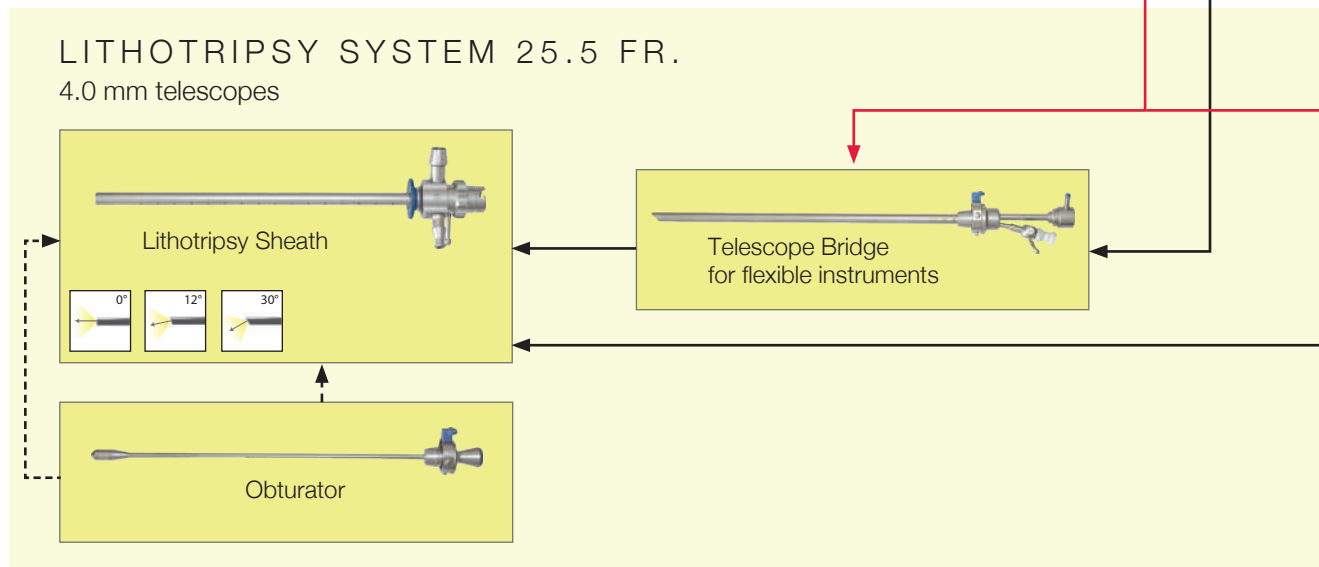 LITHOTRIPSY SYSTEM 25.5 FR.
4.0 mm telescopes
Lithotripsy Sheath
0°
12°
30°
Telescope Bridge
for flexible instruments
Obturator